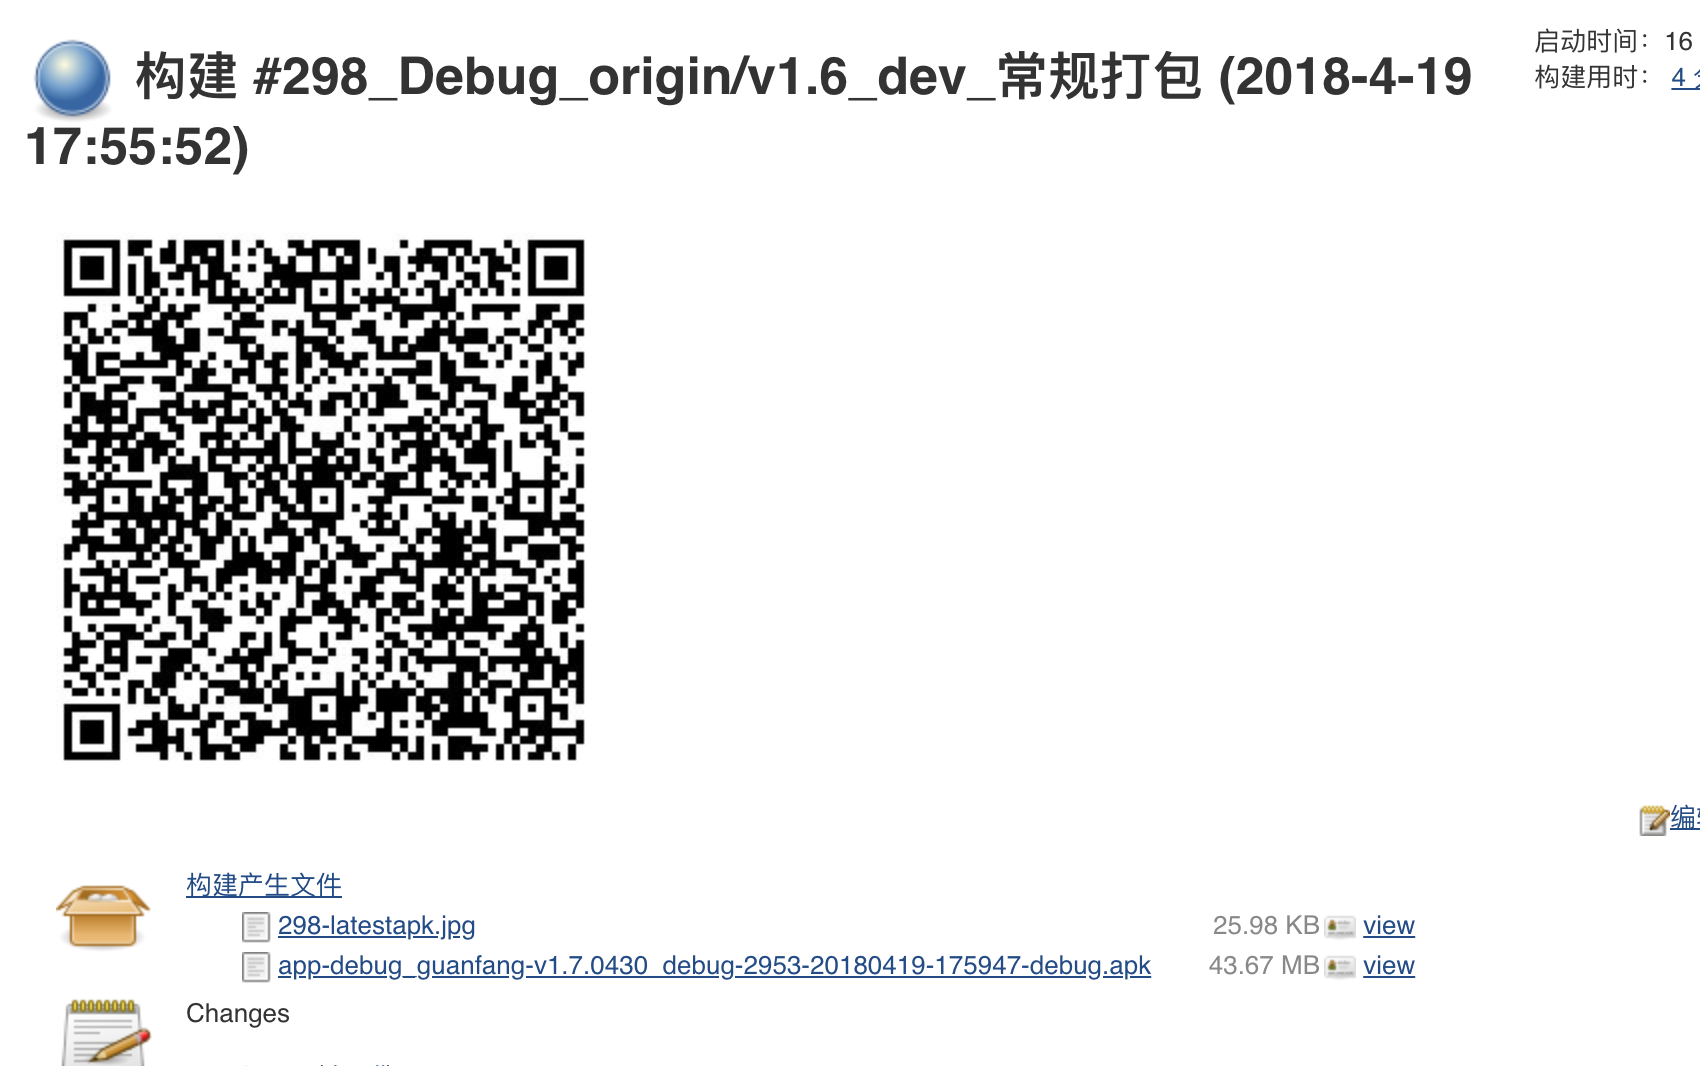 构建 #298_Debug_origin/v1.6_dev_常规打包 (2018-4-19
17:55:52)
启动时间： 16
构建用时： 4
构建产生文件
298-latestapk.jpg 25.98 KB view
app-debug_guanfang-v1.7.0430_debug-2953-20180419-175947-debug.apk 43.67 MB view
Changes